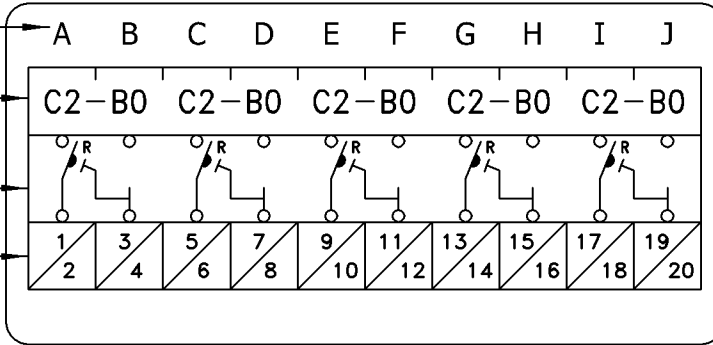 A B C D E F G H I J
C2-B0 C2-B0 C2-B0 C2-B0 C2-B0
R R R R R
1 3 5 7 9 11 13 15 17 19
2 4 6 8 10 12 14 16 18 20